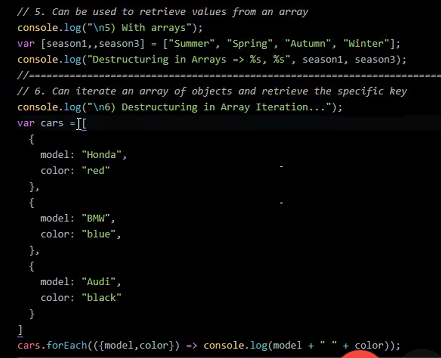 // 5. Can be used to retrieve values from an array
console.log("\n5) With arrays");
var [season1,,season3] = ["Summer", "Spring", "Autumn", "Winter"];
console.log("Destructuring in Arrays => %s, %s", season1, season3);
//======================================================================
// 6. Can iterate an array of objects and retrieve the specific key
console.log("\n6) Destructuring in Array Iteration...");
var cars =[
{
model: "Honda",
color: "red"
},
{
model: "BMW",
color: "blue",
},
{
model: "Audi",
color: "black"
}
]
cars.forEach(({model,color}) => console.log(model + " " + color));